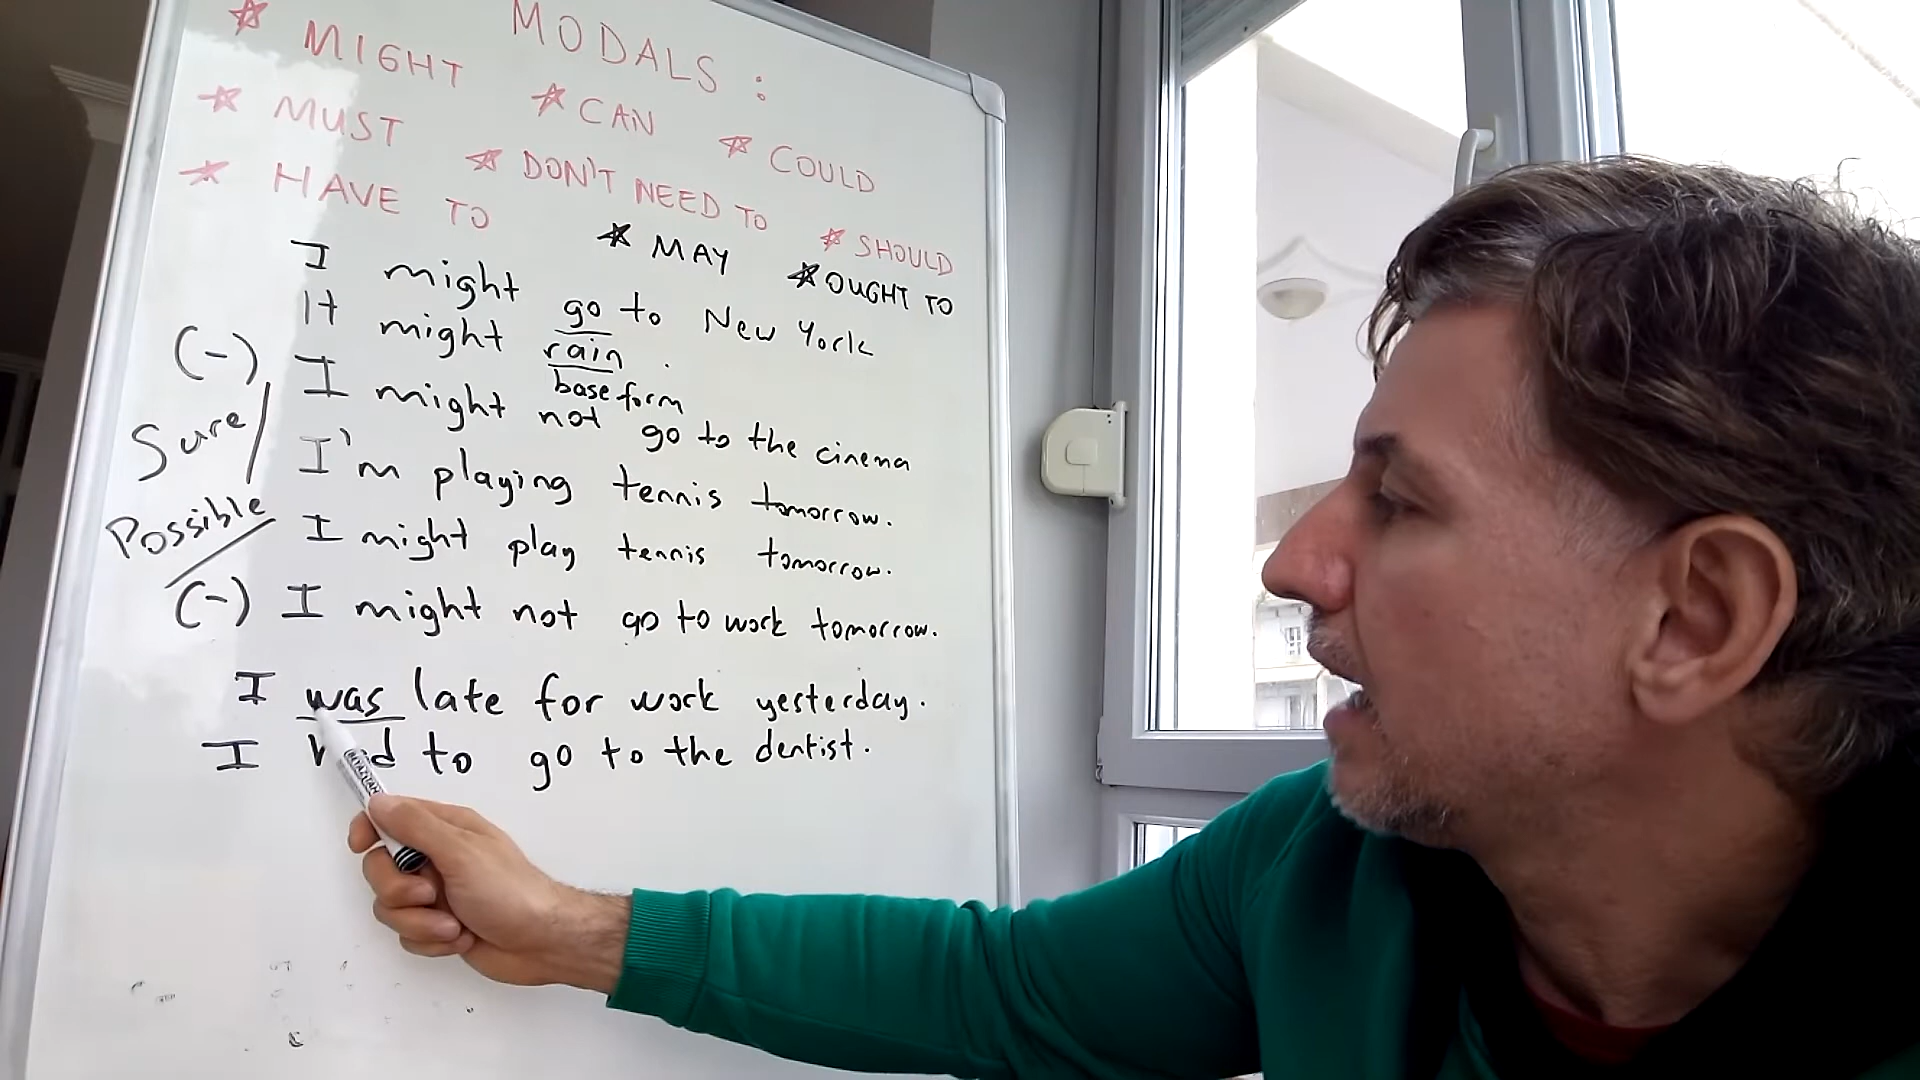 MODALS :
* MIGHT * CAN * COULD
* MUST * DON'T NEED TO * SHOULD
* HAVE TO * MAY * OUGHT TO
I might go to New York
It might rain .
base form
(-) I might not go to the cinema
Sure / I'm playing tennis tomorrow.
Possible / I might play tennis tomorrow.
(-) I might not go to work tomorrow.
I was late for work yesterday.
I had to go to the dentist.